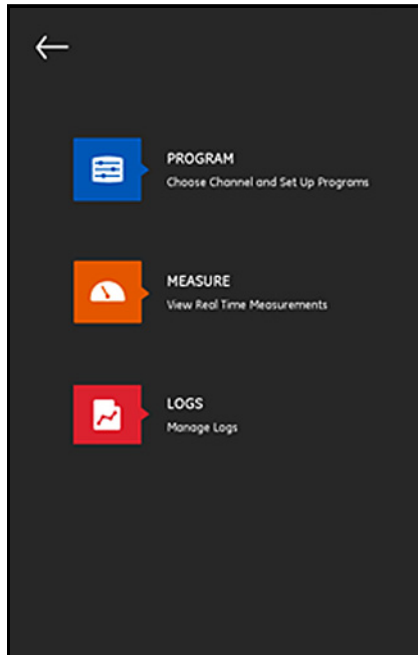 PROGRAM
Choose Channel and Set Up Programs
MEASURE
View Real Time Measurements
LOGS
Manage Logs